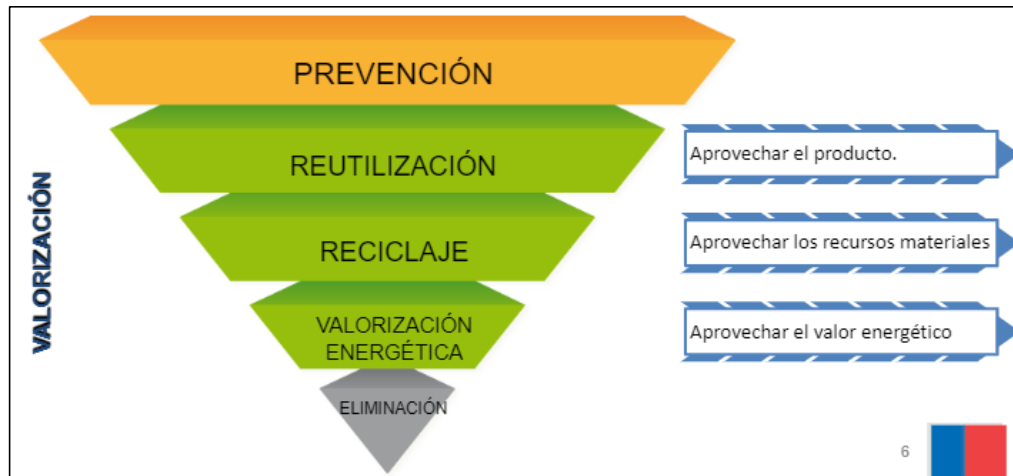 PREVENCIÓN
REUTILIZACIÓN
Aprovechar el producto.
VALORIZACIÓN
RECICLAJE
Aprovechar los recursos materiales
VALORIZACIÓN
ENERGÉTICA
Aprovechar el valor energético
ELIMINACIÓN
6